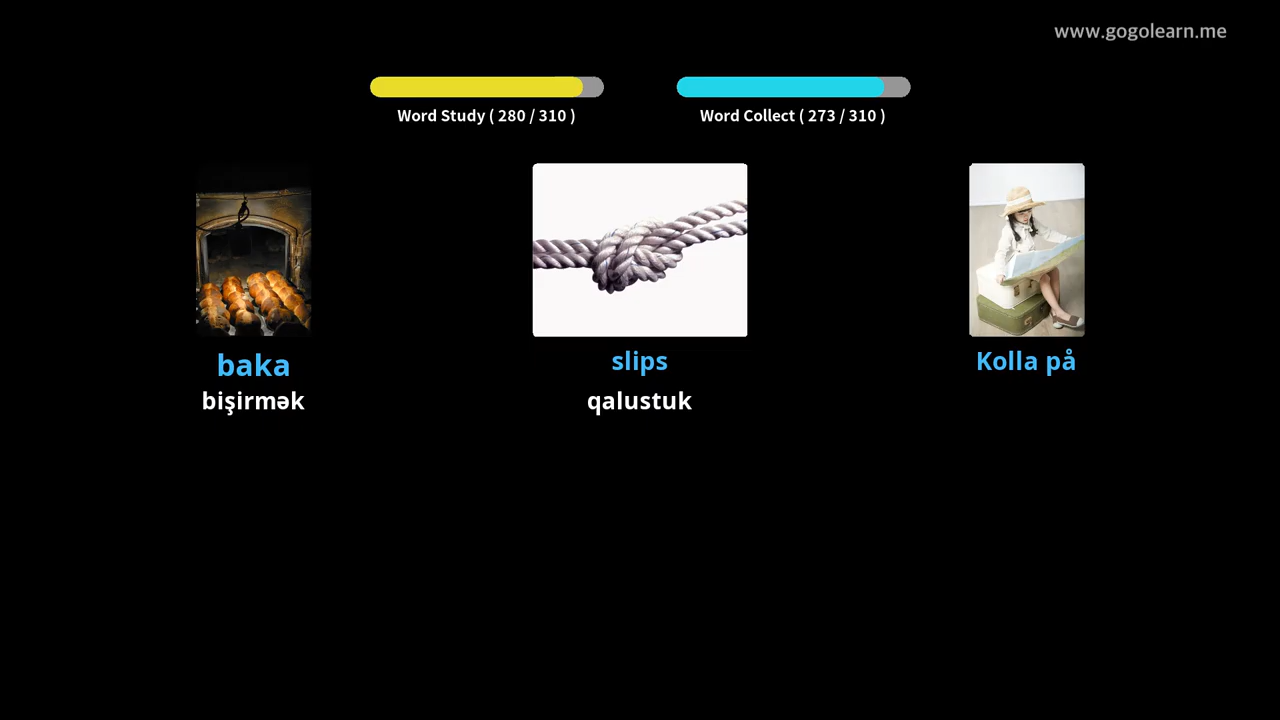 www.gogolearn.me
Word Study ( 280 / 310 )
Word Collect ( 273 / 310 )
baka
bişirmək
slips
qalustuk
Kolla på